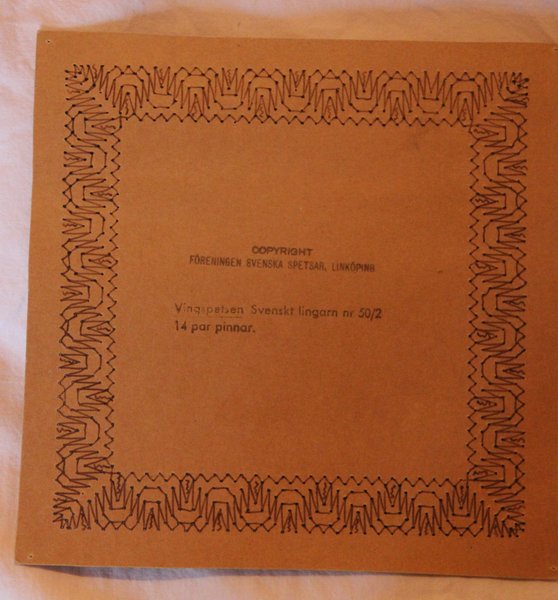 COPYRIGHT
FÖRENINGEN SVENSKA SPETSAR, LINKÖPING
Vingspetsen Svenskt lingarn nr 50/2
14 par pinnar.